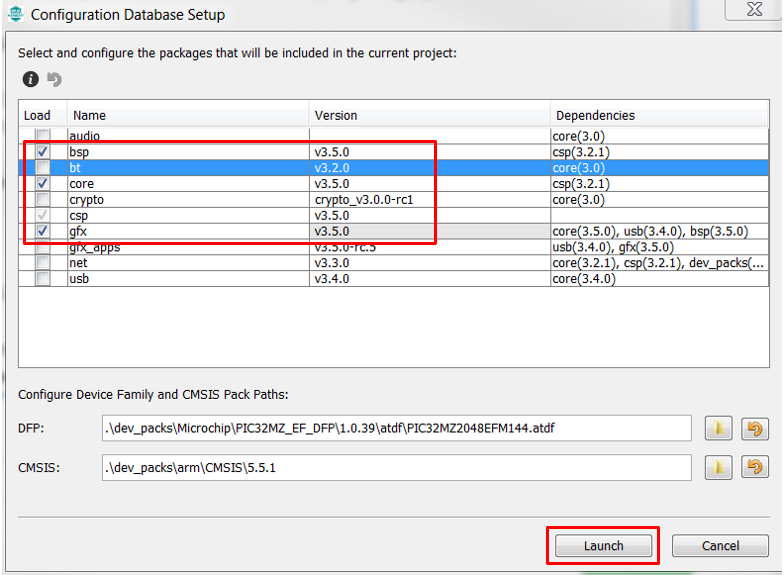 Configuration Database Setup
Select and configure the packages that will be included in the current project:
Load Name Version Dependencies
audio core(3.0)
bsp v3.5.0 csp(3.2.1)
bt v3.2.0 core(3.0)
core v3.5.0 csp(3.2.1)
crypto crypto_v3.0.0-rc1 core(3.0)
csp v3.5.0
gfx v3.5.0 core(3.5.0), usb(3.4.0), bsp(3.5.0)
gfx_apps v3.5.0-rc.5 usb(3.4.0), gfx(3.5.0)
net v3.3.0 core(3.2.1), csp(3.2.1), dev_packs(...
usb v3.4.0 core(3.4.0)
Configure Device Family and CMSIS Pack Paths:
DFP: .\dev_packs\Microchip\PIC32MZ_EF_DFP\1.0.39\atdf\PIC32MZ2048EFM144.atdf
CMSIS: .\dev_packs\arm\CMSIS\5.5.1
Launch Cancel